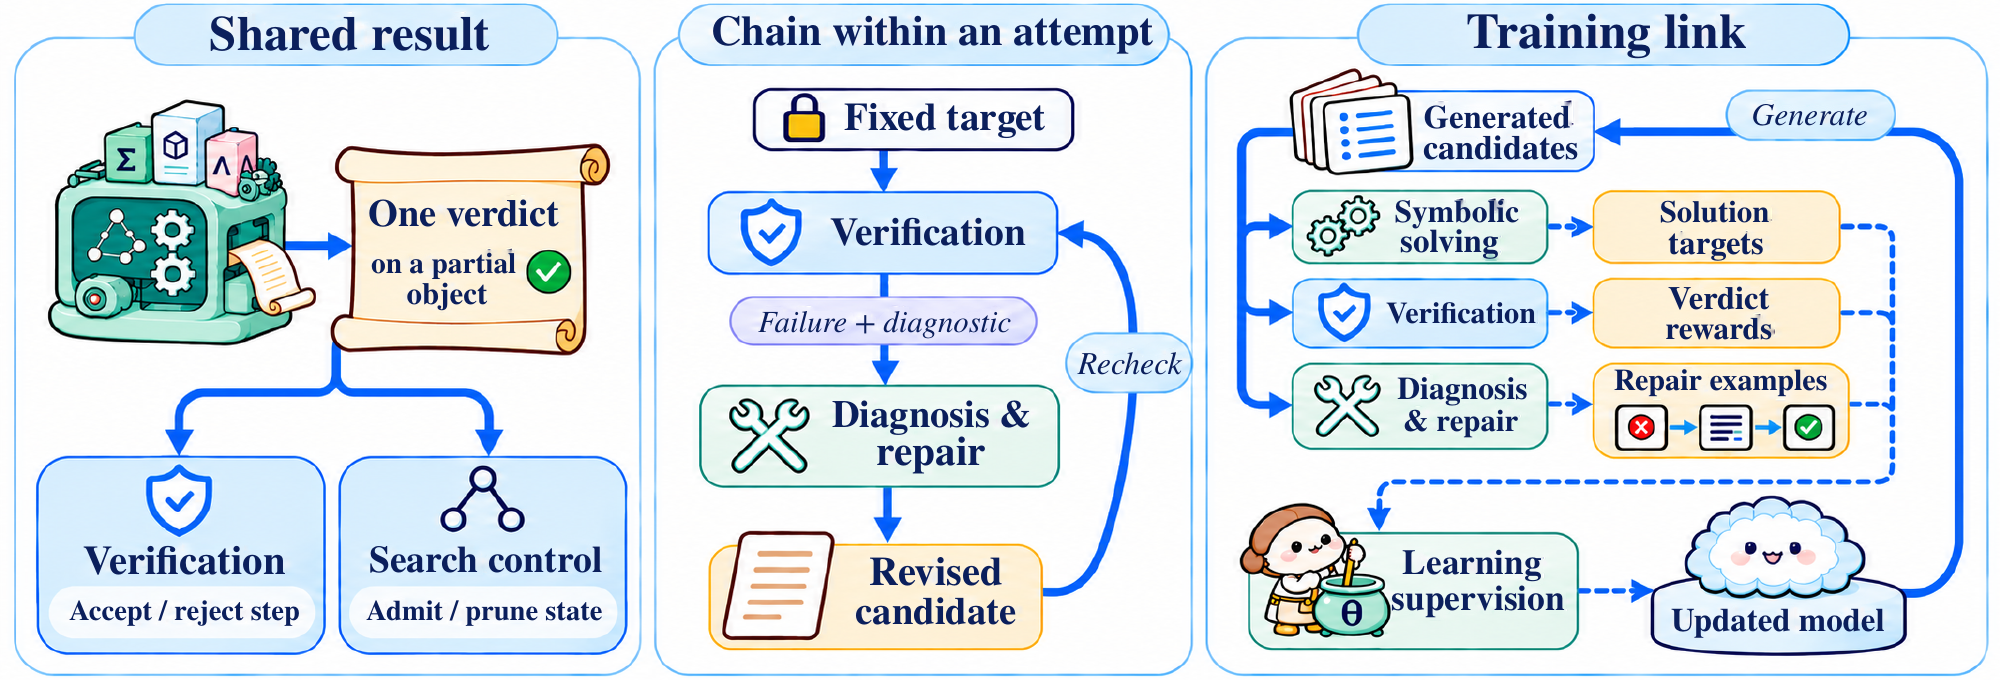 Shared result
Σ
Λ
A
One verdict
on a partial
object
Verification
Accept / reject step
Search control
Admit / prune state
Chain within an attempt
Fixed target
Verification
Failure + diagnostic
Recheck
Diagnosis &
repair
Revised
candidate
Training link
Generated
candidates
Generate
Symbolic
solving
Solution
targets
Verification
Verdict
rewards
Diagnosis
& repair
Repair examples
Learning
supervision
θ
Updated model